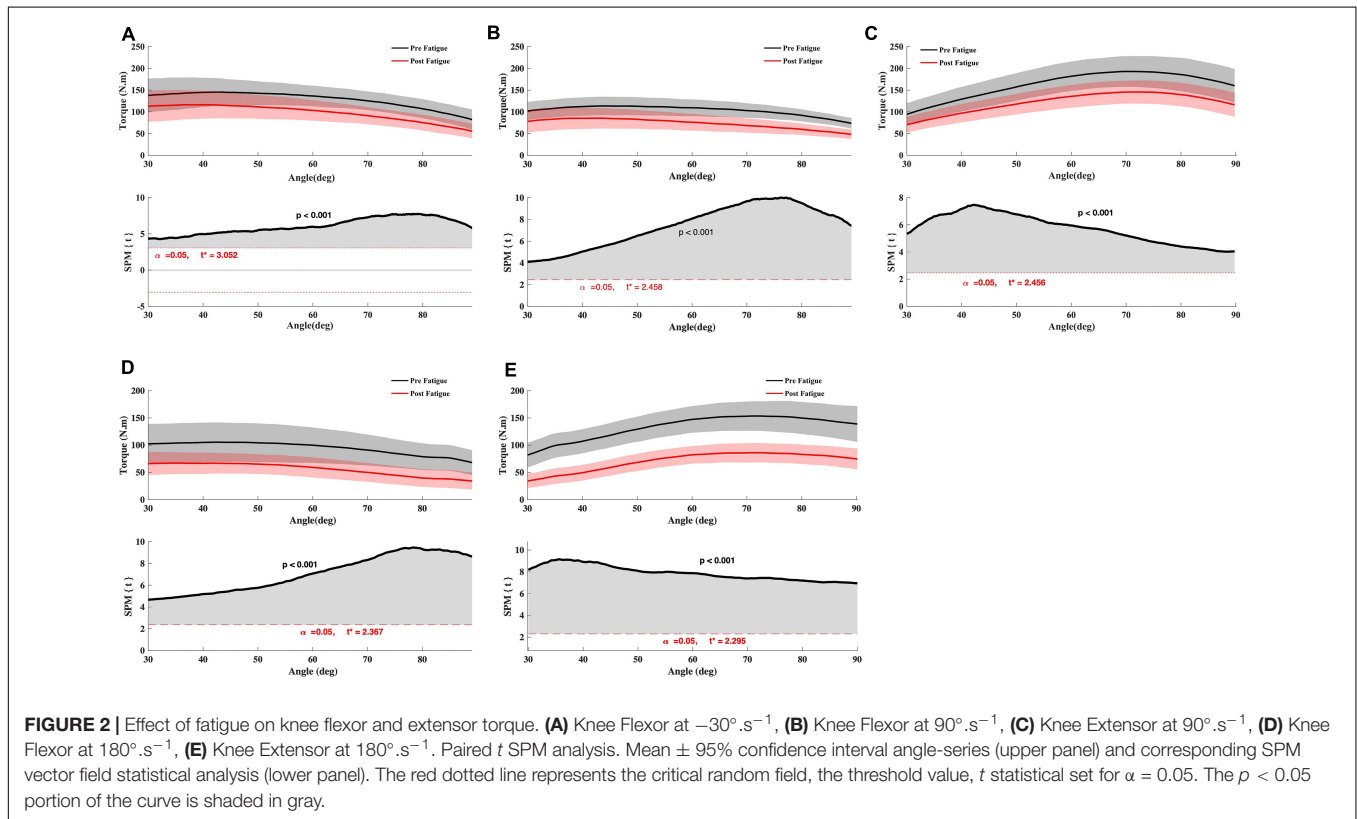 A
B
C
Pre Fatigue
Post Fatigue
Pre Fatigue
Post Fatigue
Pre Fatigue
Post Fatigue
Torque (N.m)
250
200
150
100
50
0
30 40 50 60 70 80
Angle(deg)
Torque(N.m)
250
200
150
100
50
0
30 40 50 60 70 80
Angle(deg)
Torque (N.m)
250
200
150
100
50
0
30 40 50 60 70 80 90
Angle(deg)
SPM { t }
10
5
0
-5
p < 0.001
α =0.05, t* = 3.052
30 40 50 60 70 80
Angle(deg)
SPM { t }
10
8
6
4
2
0
p < 0.001
α =0.05, t* = 2.458
30 40 50 60 70 80
Angle(deg)
SPM { t }
8
6
4
2
0
p < 0.001
α =0.05, t* = 2.456
30 40 50 60 70 80 90
Angle(deg)
D
E
Pre Fatigue
Post Fatigue
Pre Fatigue
Post Fatigue
Torque (N.m)
200
150
100
50
0
30 40 50 60 70 80
Angle(deg)
Torque (N.m)
200
150
100
50
0
30 40 50 60 70 80 90
Angle (deg)
SPM { t }
10
8
6
4
2
0
p < 0.001
α =0.05, t* = 2.367
30 40 50 60 70 80
Angle (deg)
SPM { t }
10
8
6
4
2
p < 0.001
α =0.05, t* = 2.295
30 40 50 60 70 80 90
Angle (deg)
FIGURE 2 | Effect of fatigue on knee flexor and extensor torque. (A) Knee Flexor at −30°.s⁻¹, (B) Knee Flexor at 90°.s⁻¹, (C) Knee Extensor at 90°.s⁻¹, (D) Knee
Flexor at 180°.s⁻¹, (E) Knee Extensor at 180°.s⁻¹. Paired t SPM analysis. Mean ± 95% confidence interval angle-series (upper panel) and corresponding SPM
vector field statistical analysis (lower panel). The red dotted line represents the critical random field, the threshold value, t statistical set for α = 0.05. The p < 0.05
portion of the curve is shaded in gray.